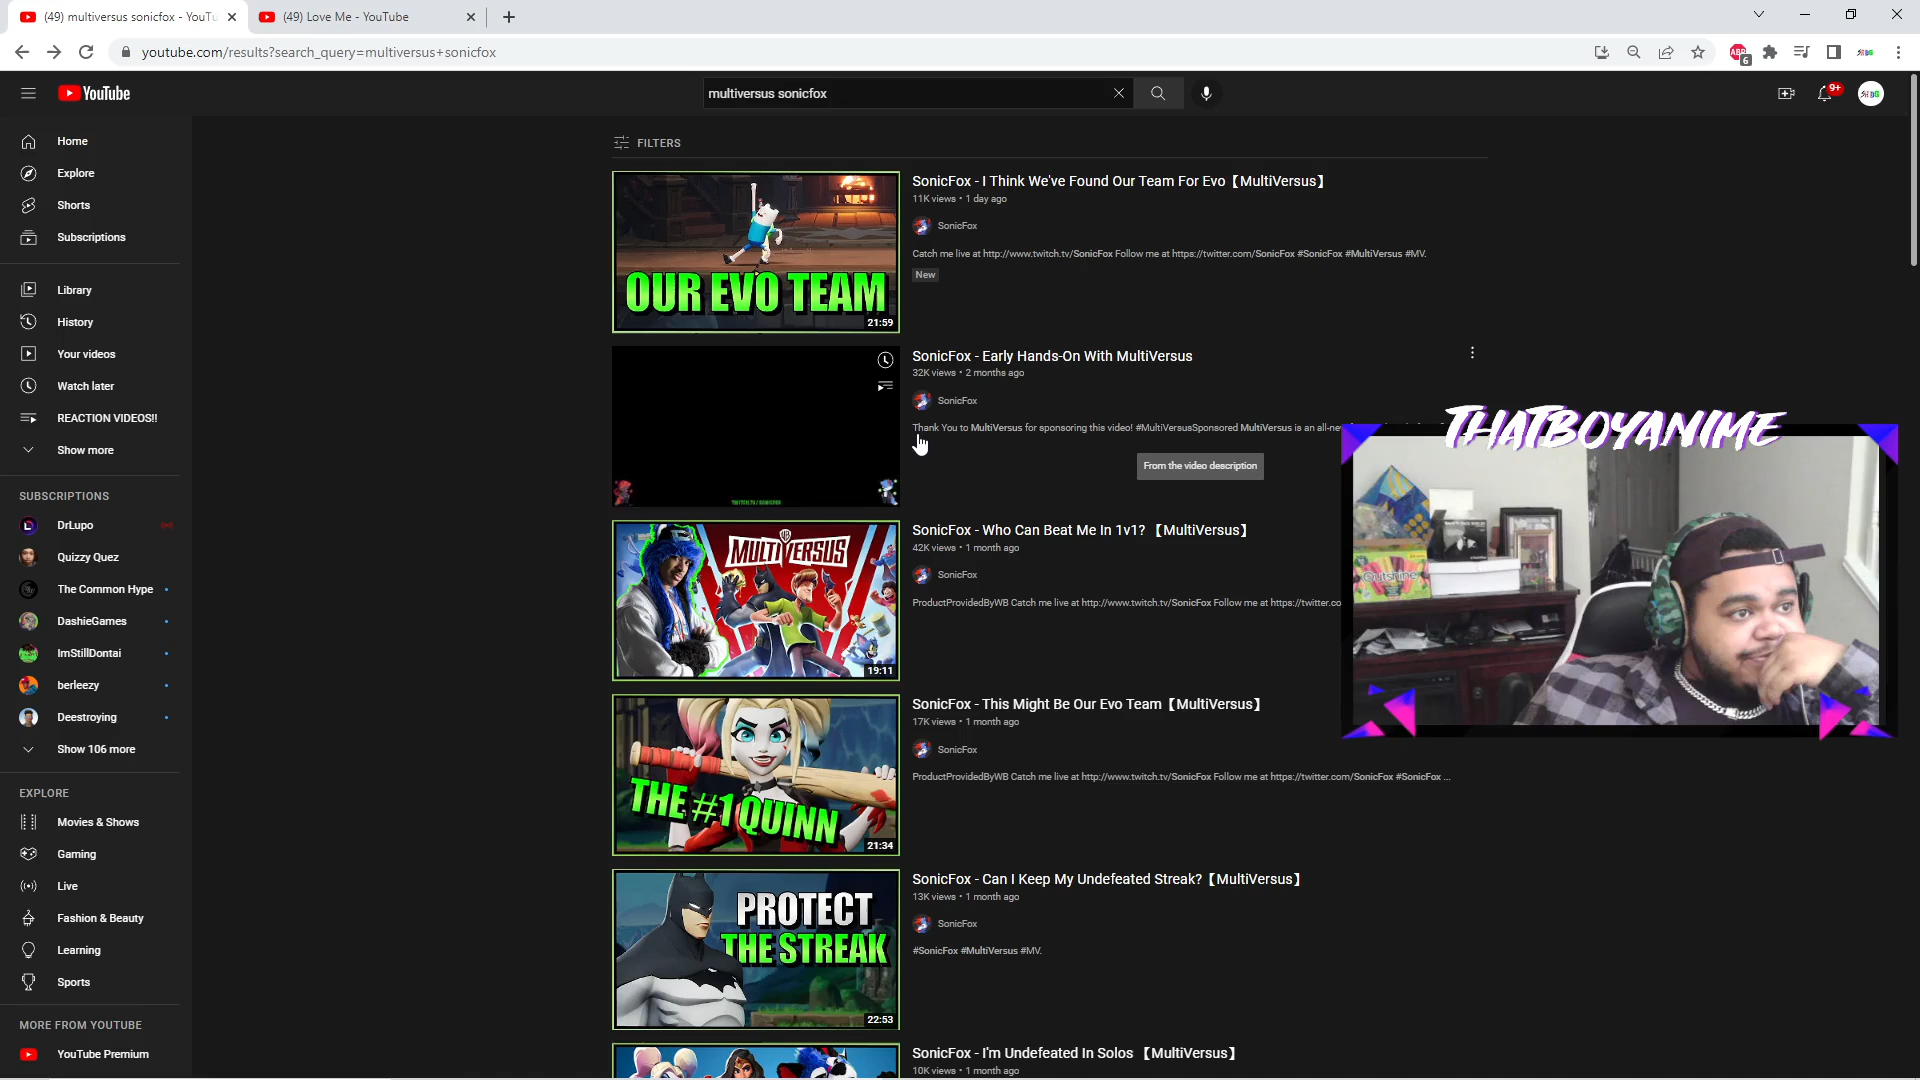 (49) multiversus sonicfox - YouTu
(49) Love Me - YouTube
youtube.com/results?search_query=multiversus+sonicfox
6
YouTube
multiversus sonicfox
9+
Home
Explore
Shorts
Subscriptions
Library
History
Your videos
Watch later
REACTION VIDEOS!!
Show more
SUBSCRIPTIONS
DrLupo
Quizzy Quez
The Common Hype
DashieGames
ImStillDontai
berleezy
Deestroying
Show 106 more
EXPLORE
Movies & Shows
Gaming
Live
Fashion & Beauty
Learning
Sports
MORE FROM YOUTUBE
YouTube Premium
FILTERS
OUR EVO TEAM
21:59
SonicFox - I Think We've Found Our Team For Evo【MultiVersus】
11K views • 1 day ago
SonicFox
Catch me live at http://www.twitch.tv/SonicFox Follow me at https://twitter.com/SonicFox #SonicFox #MultiVersus #MV.
New
TWITCH.TV/SONICFOX
SonicFox - Early Hands-On With MultiVersus
32K views • 2 months ago
SonicFox
Thank You to MultiVersus for sponsoring this video! #MultiVersusSponsored MultiVersus is an all-ne
From the video description
THATBOYANIME
MULTIVERSUS
19:11
SonicFox - Who Can Beat Me In 1v1? 【MultiVersus】
42K views • 1 month ago
SonicFox
ProductProvidedByWB Catch me live at http://www.twitch.tv/SonicFox Follow me at https://twitter.co
THE #1 QUINN
21:34
SonicFox - This Might Be Our Evo Team【MultiVersus】
17K views • 1 month ago
SonicFox
ProductProvidedByWB Catch me live at http://www.twitch.tv/SonicFox Follow me at https://twitter.com/SonicFox #SonicFox ...
PROTECT
THE STREAK
22:53
SonicFox - Can I Keep My Undefeated Streak?【MultiVersus】
13K views • 1 month ago
SonicFox
#SonicFox #MultiVersus #MV.
SonicFox - I'm Undefeated In Solos 【MultiVersus】
10K views • 1 month ago